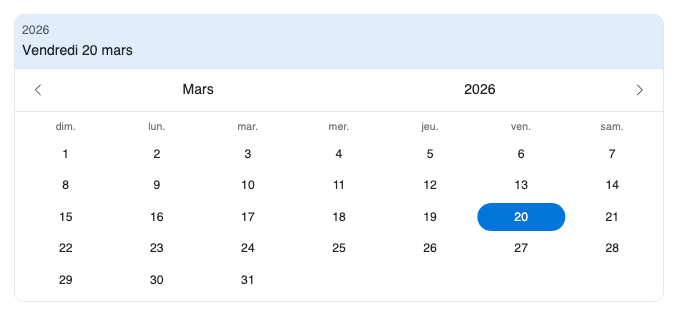 2026
Vendredi 20 mars
Mars 2026
dim. lun. mar. mer. jeu. ven. sam.
1 2 3 4 5 6 7
8 9 10 11 12 13 14
15 16 17 18 19 20 21
22 23 24 25 26 27 28
29 30 31